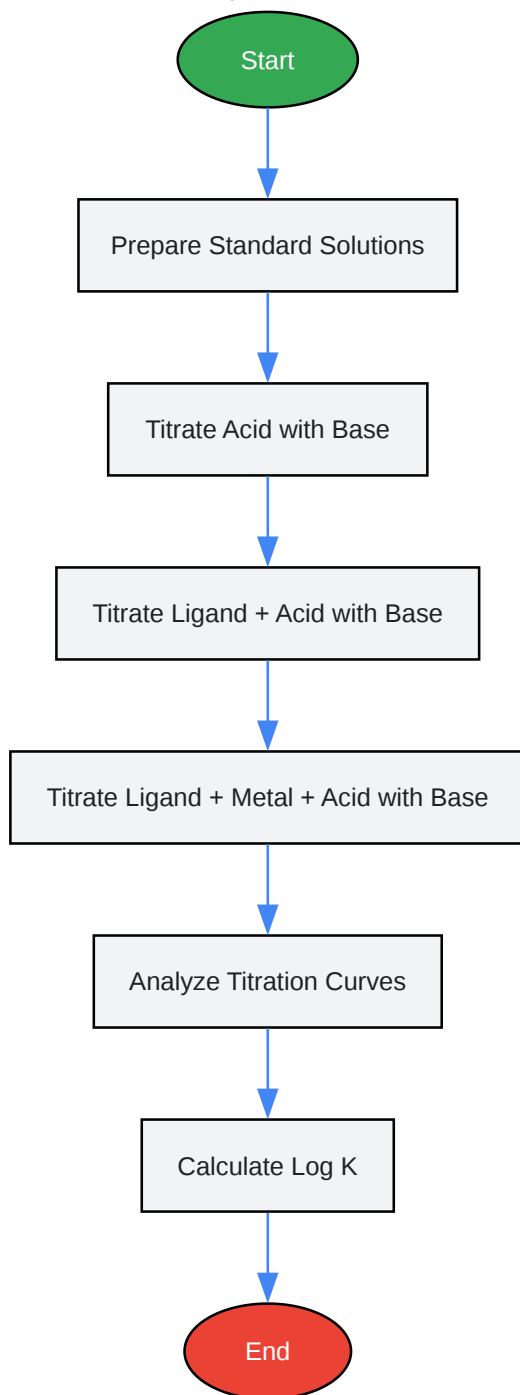 Start
Prepare Standard Solutions
Titrate Acid with Base
Titrate Ligand + Acid with Base
Titrate Ligand + Metal + Acid with Base
Analyze Titration Curves
Calculate Log K
End